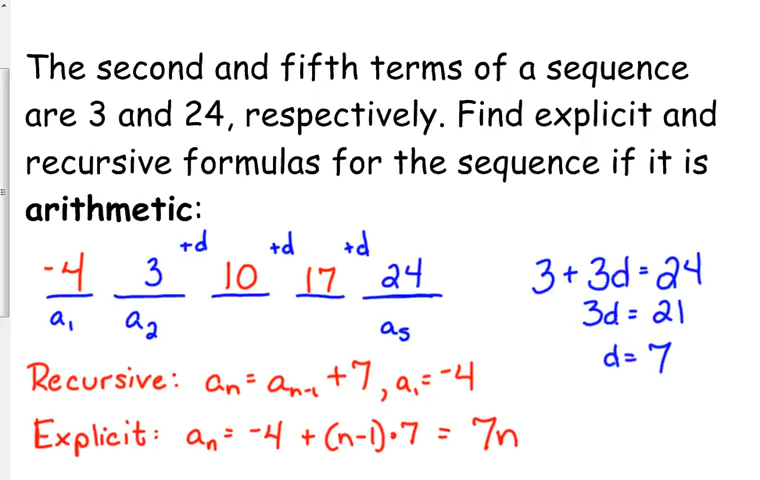 The second and fifth terms of a sequence
are 3 and 24, respectively. Find explicit and
recursive formulas for the sequence if it is
arithmetic:
+d +d +d
-4 3 10 17 24
a₁ a₂ a₅
3 + 3d = 24
3d = 21
d = 7
Recursive: aₙ = aₙ₋₁ + 7, a₁ = -4
Explicit: aₙ = -4 + (n-1)•7 = 7n